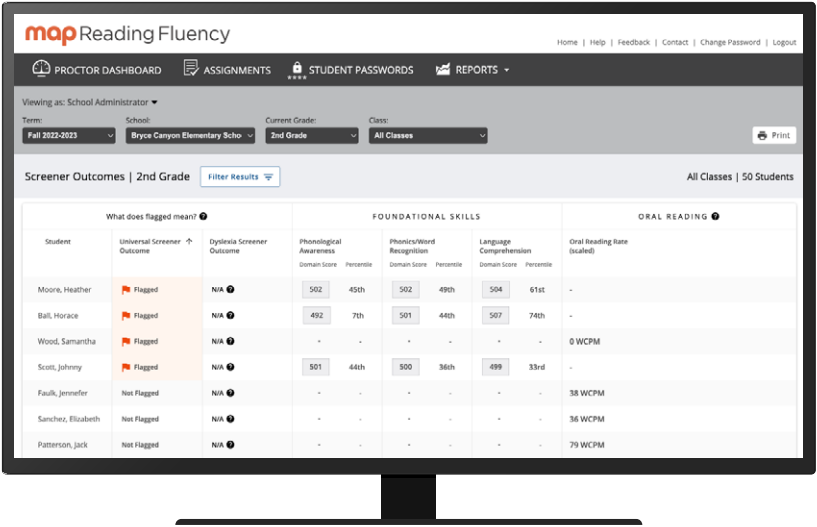 map Reading Fluency
Home | Help | Feedback | Contact | Change Password | Logout
PROCTOR DASHBOARD ASSIGNMENTS STUDENT PASSWORDS REPORTS
Viewing as: School Administrator
Term: School: Current Grade: Class:
Fall 2022-2023 Bryce Canyon Elementary Scho 2nd Grade All Classes Print
Screener Outcomes | 2nd Grade Filter Results All Classes | 50 Students
What does flagged mean? ? FOUNDATIONAL SKILLS ORAL READING ?
Student Universal Screener Dyslexia Screener Phonological Phonics/Word Language Oral Reading Rate
Outcome Outcome Awareness Recognition Comprehension (scaled)
Domain Score Percentile Domain Score Percentile Domain Score Percentile
Moore, Heather Flagged N/A ? 502 45th 502 49th 504 61st -
Ball, Horace Flagged N/A ? 492 7th 501 44th 507 74th -
Wood, Samantha Flagged N/A ? - - - - - - 0 WCPM
Scott, Johnny Flagged N/A ? 501 44th 500 36th 499 33rd -
Faulk, Jennefer Not Flagged N/A ? - - - - - - 38 WCPM
Sanchez, Elizabeth Not Flagged N/A ? - - - - - - 36 WCPM
Patterson, Jack Not Flagged N/A ? - - - - - - 79 WCPM